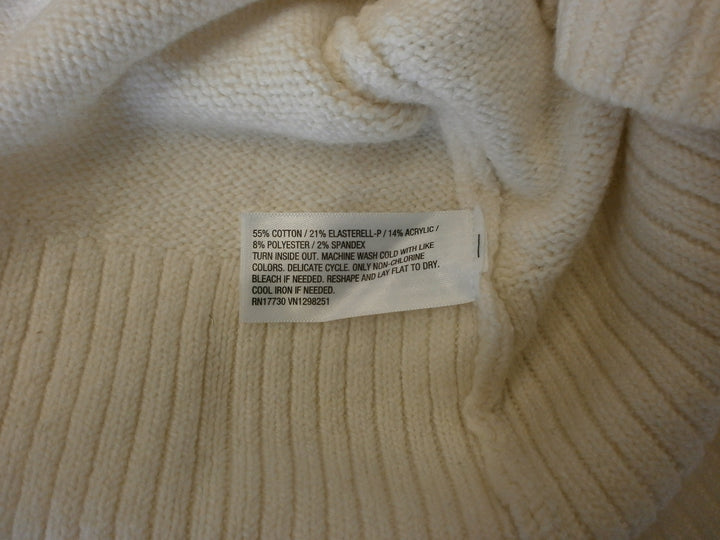 55% COTTON / 21% ELASTERELL-P / 14% ACRYLIC /
8% POLYESTER / 2% SPANDEX
TURN INSIDE OUT. MACHINE WASH COLD WITH LIKE
COLORS. DELICATE CYCLE. ONLY NON-CHLORINE
BLEACH IF NEEDED. RESHAPE AND LAY FLAT TO DRY.
COOL IRON IF NEEDED.
RN17730 VN1298251